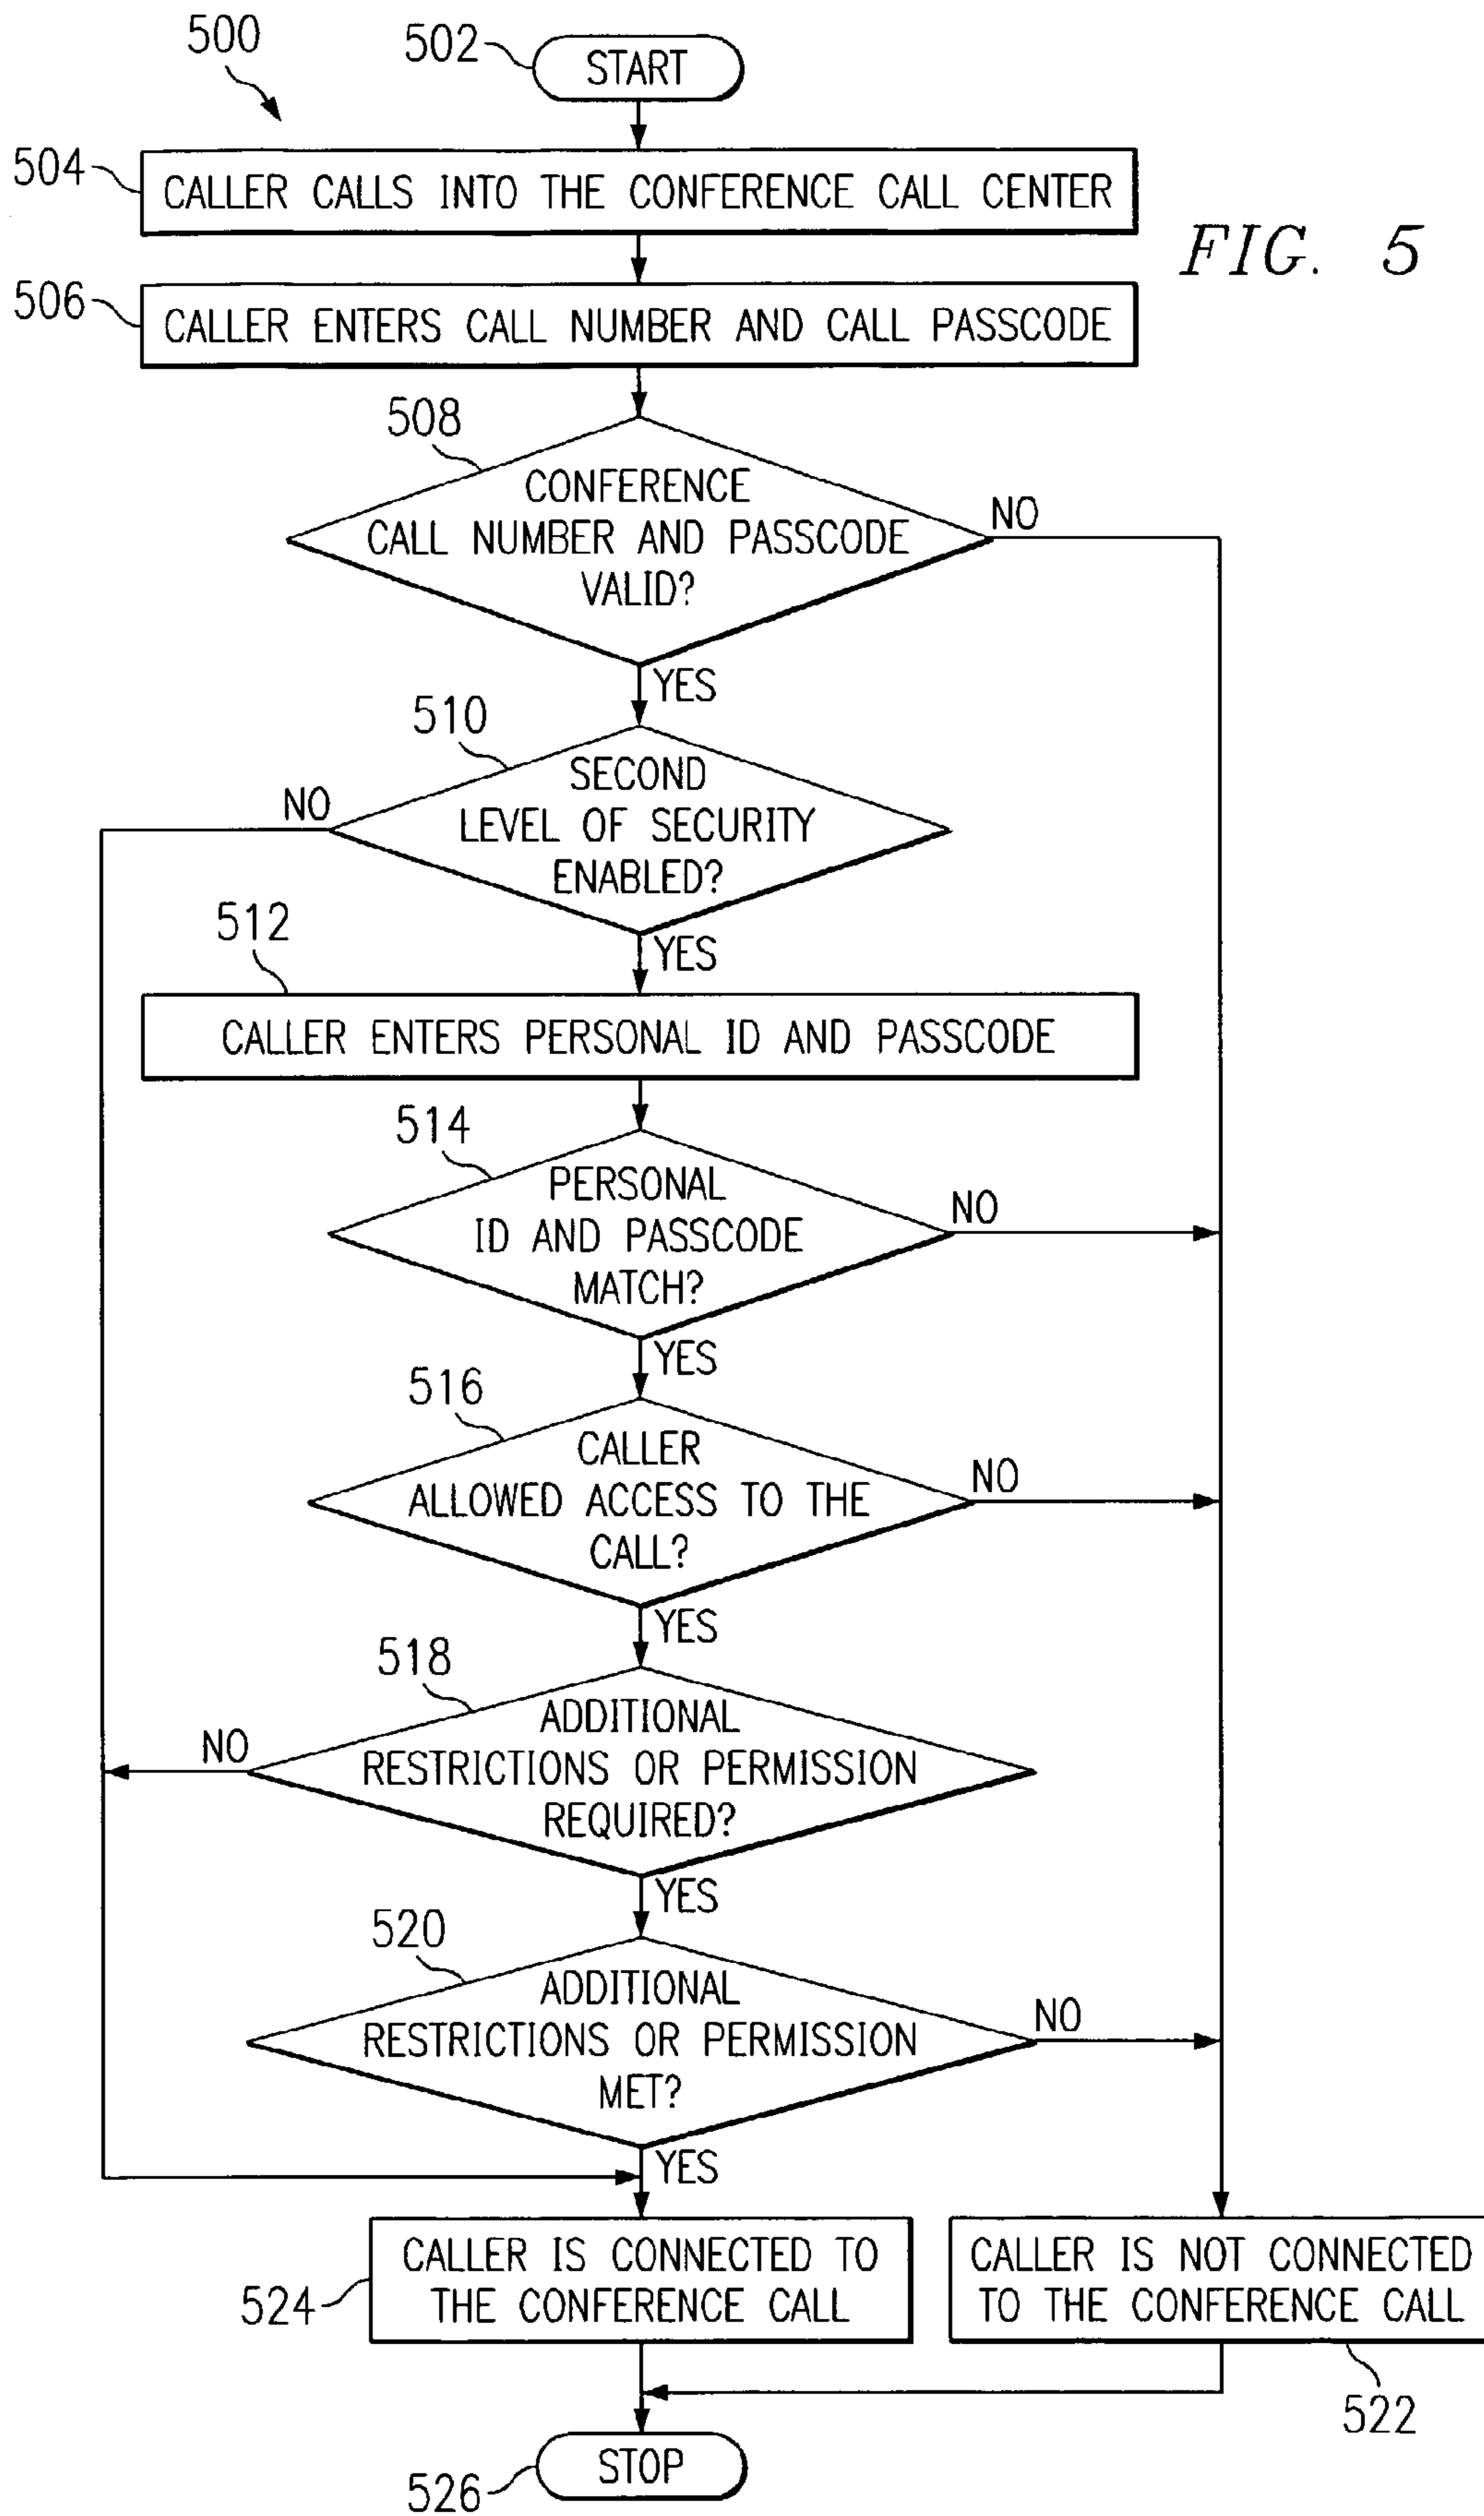 500
502
START
504
CALLER CALLS INTO THE CONFERENCE CALL CENTER
FIG. 5
506
CALLER ENTERS CALL NUMBER AND CALL PASSCODE
508
CONFERENCE
CALL NUMBER AND PASSCODE
VALID?
NO
YES
510
SECOND
LEVEL OF SECURITY
ENABLED?
NO
YES
512
CALLER ENTERS PERSONAL ID AND PASSCODE
514
PERSONAL
ID AND PASSCODE
MATCH?
NO
YES
516
CALLER
ALLOWED ACCESS TO THE
CALL?
NO
YES
518
ADDITIONAL
RESTRICTIONS OR PERMISSION
REQUIRED?
NO
YES
520
ADDITIONAL
RESTRICTIONS OR PERMISSION
MET?
NO
YES
524
CALLER IS CONNECTED TO
THE CONFERENCE CALL
CALLER IS NOT CONNECTED
TO THE CONFERENCE CALL
522
526
STOP